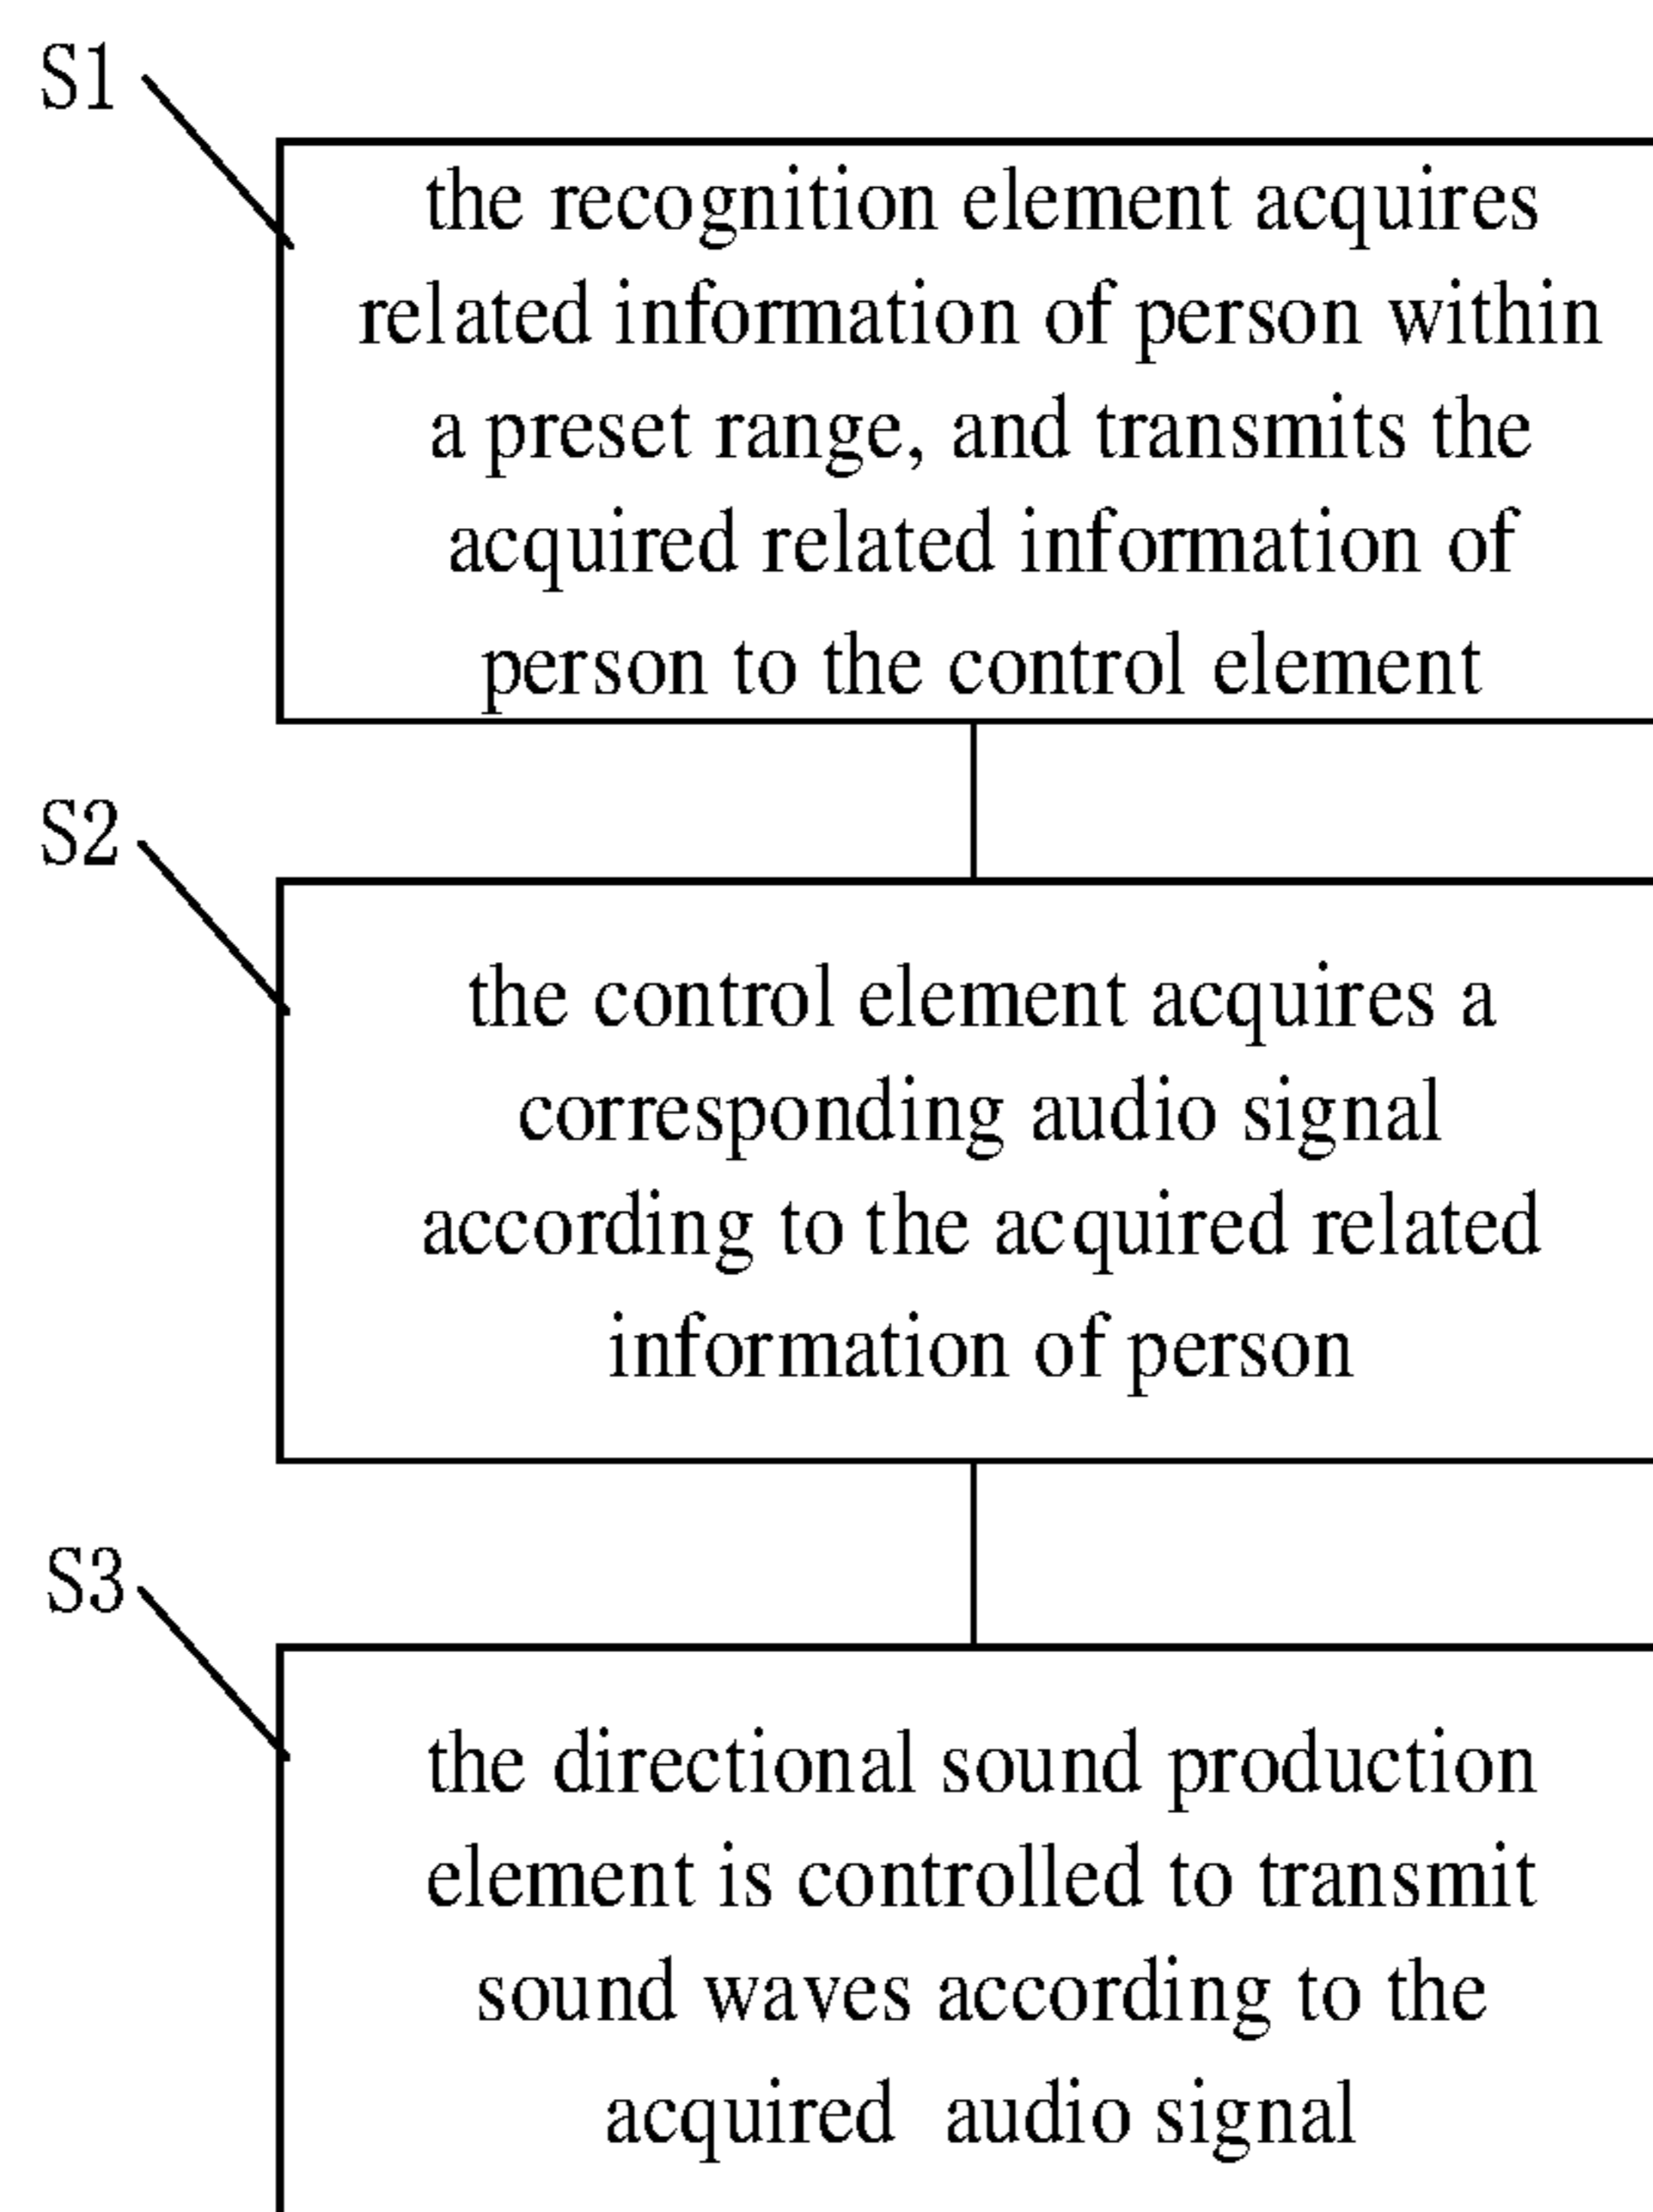 S1
the recognition element acquires
related information of person within
a preset range, and transmits the
acquired related information of
person to the control element
S2
the control element acquires a
corresponding audio signal
according to the acquired related
information of person
S3
the directional sound production
element is controlled to transmit
sound waves according to the
acquired audio signal